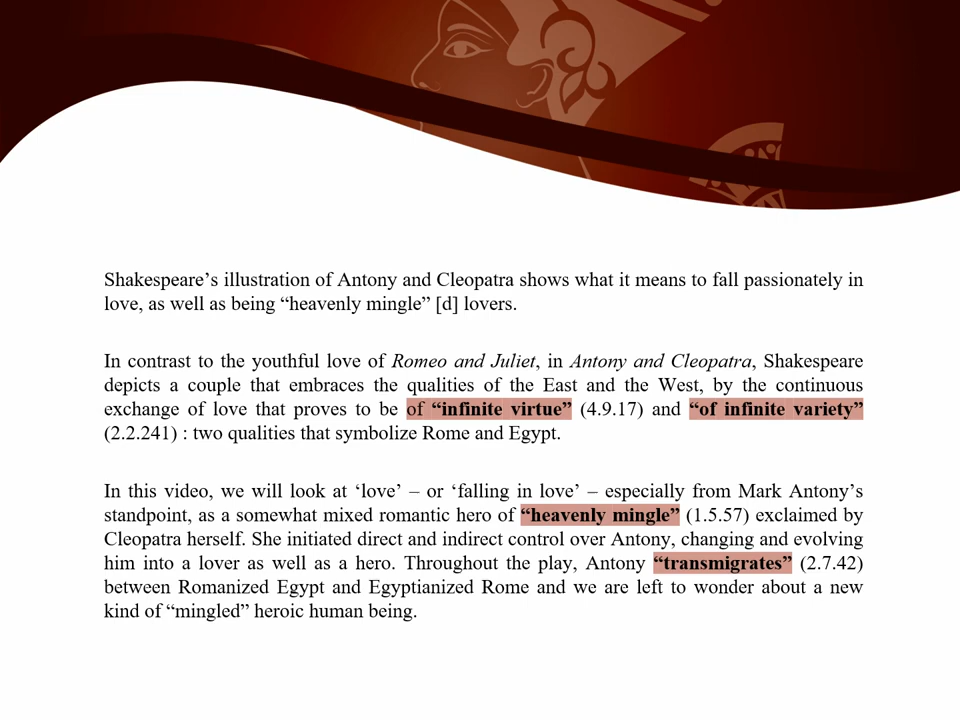 Shakespeare’s illustration of Antony and Cleopatra shows what it means to fall passionately in
love, as well as being “heavenly mingle” [d] lovers.
In contrast to the youthful love of Romeo and Juliet, in Antony and Cleopatra, Shakespeare
depicts a couple that embraces the qualities of the East and the West, by the continuous
exchange of love that proves to be of “infinite virtue” (4.9.17) and “of infinite variety”
(2.2.241) : two qualities that symbolize Rome and Egypt.
In this video, we will look at ‘love’ – or ‘falling in love’ – especially from Mark Antony’s
standpoint, as a somewhat mixed romantic hero of “heavenly mingle” (1.5.57) exclaimed by
Cleopatra herself. She initiated direct and indirect control over Antony, changing and evolving
him into a lover as well as a hero. Throughout the play, Antony “transmigrates” (2.7.42)
between Romanized Egypt and Egyptianized Rome and we are left to wonder about a new
kind of “mingled” heroic human being.